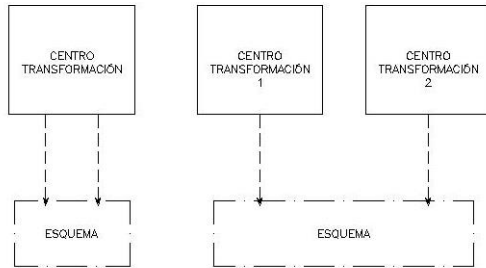 CENTRO
TRANSFORMACIÓN
CENTRO
TRANSFORMACIÓN
1
CENTRO
TRANSFORMACIÓN
2
ESQUEMA
ESQUEMA